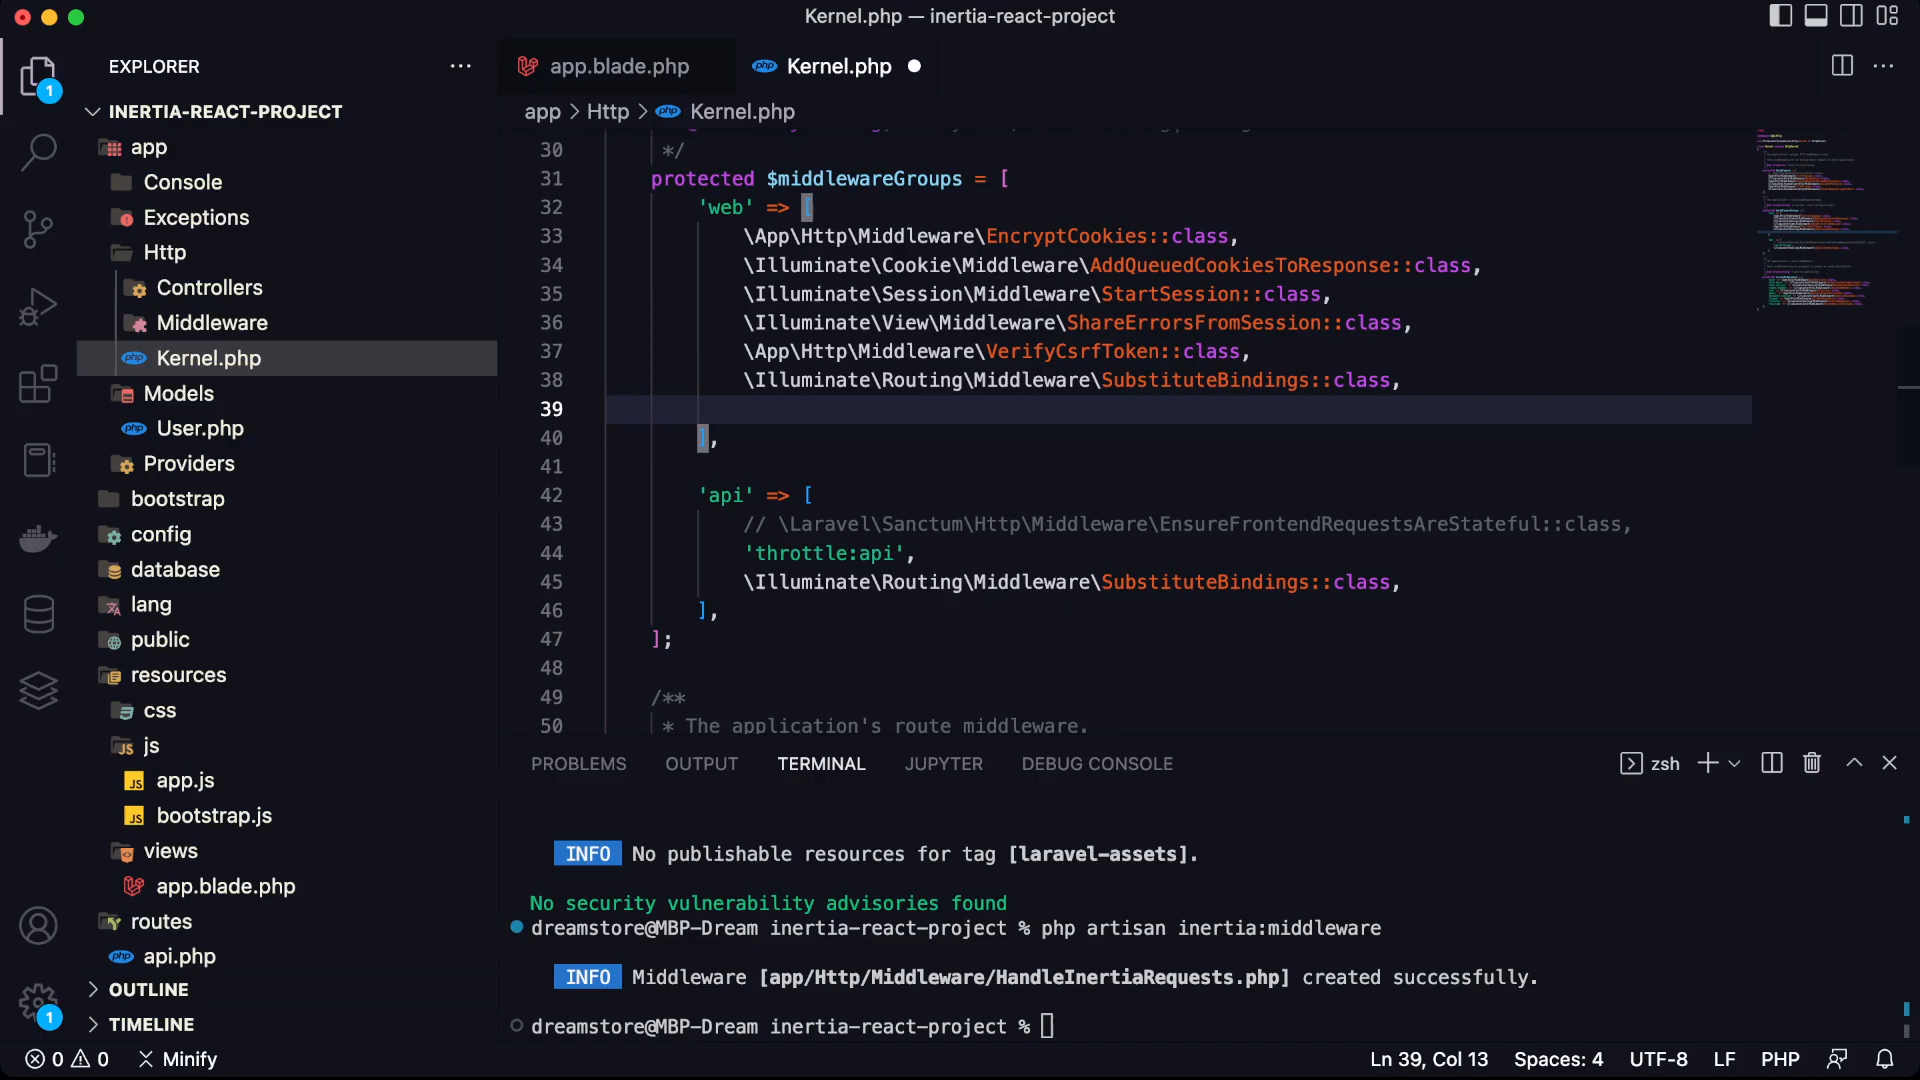 Kernel.php — inertia-react-project
EXPLORER
INERTIA-REACT-PROJECT
app
Console
Exceptions
Http
Controllers
Middleware
Kernel.php
Models
User.php
Providers
bootstrap
config
database
lang
public
resources
css
js
app.js
bootstrap.js
views
app.blade.php
routes
api.php
OUTLINE
TIMELINE
app.blade.php
Kernel.php
app > Http > Kernel.php
30 */
31 protected $middlewareGroups = [
32 'web' => [
33 \App\Http\Middleware\EncryptCookies::class,
34 \Illuminate\Cookie\Middleware\AddQueuedCookiesToResponse::class,
35 \Illuminate\Session\Middleware\StartSession::class,
36 \Illuminate\View\Middleware\ShareErrorsFromSession::class,
37 \App\Http\Middleware\VerifyCsrfToken::class,
38 \Illuminate\Routing\Middleware\SubstituteBindings::class,
39
40 ],
41
42 'api' => [
43 // \Laravel\Sanctum\Http\Middleware\EnsureFrontendRequestsAreStateful::class,
44 'throttle:api',
45 \Illuminate\Routing\Middleware\SubstituteBindings::class,
46 ],
47 ];
48
49 /**
50 * The application's route middleware.
PROBLEMS OUTPUT TERMINAL JUPYTER DEBUG CONSOLE zsh
INFO No publishable resources for tag [laravel-assets].
No security vulnerability advisories found
dreamstore@MBP-Dream inertia-react-project % php artisan inertia:middleware
INFO Middleware [app/Http/Middleware/HandleInertiaRequests.php] created successfully.
dreamstore@MBP-Dream inertia-react-project %
0 0 Minify Ln 39, Col 13 Spaces: 4 UTF-8 LF PHP
1
1